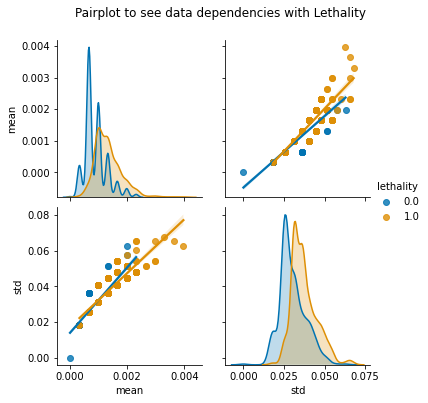 Pairplot to see data dependencies with Lethality
0.004
0.003
0.002
0.001
0.000
mean
lethality
0.0
1.0
0.08
0.06
0.04
0.02
0.00
std
0.000 0.002 0.004
mean
0.000 0.025 0.050 0.075
std